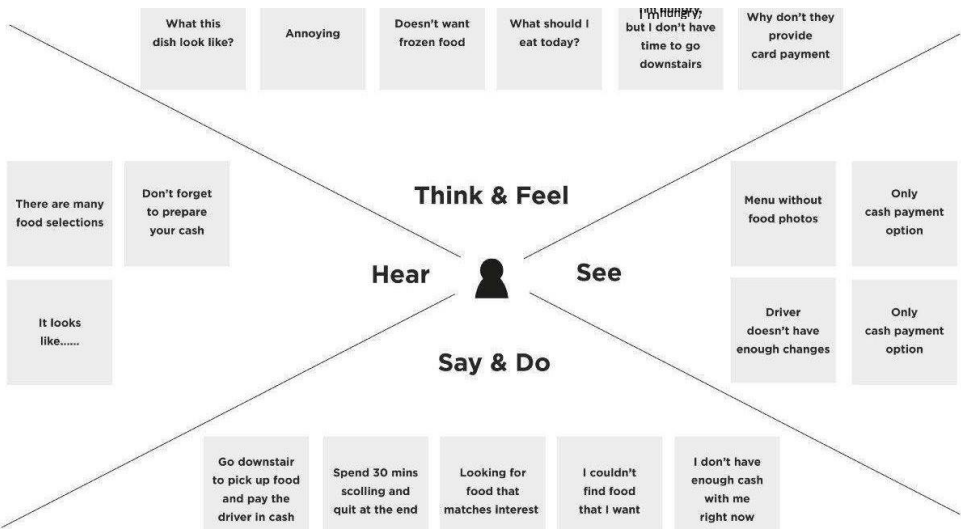 What this
dish look like?
Annoying
Doesn't want
frozen food
What should I
eat today?
I'm hungry,
but I don't have
time to go
downstairs
Why don't they
provide
card payment
Think & Feel
There are many
food selections
Don't forget
to prepare
your cash
It looks
like......
Hear
See
Menu without
food photos
Only
cash payment
option
Driver
doesn't have
enough changes
Only
cash payment
option
Say & Do
Go downstair
to pick up food
and pay the
driver in cash
Spend 30 mins
scolling and
quit at the end
Looking for
food that
matches interest
I couldn't
find food
that I want
I don't have
enough cash
with me
right now